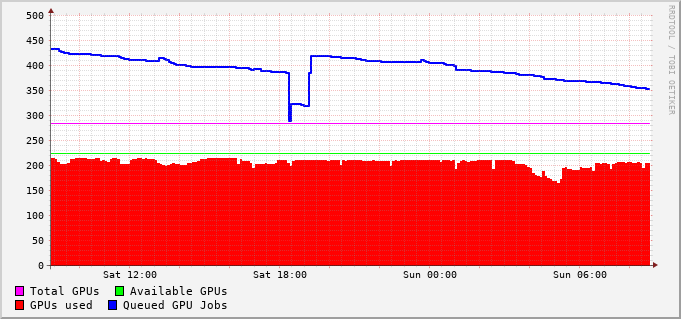 500
450
400
350
300
250
200
150
100
50
0
Sat 12:00 Sat 18:00 Sun 00:00 Sun 06:00
Total GPUs Available GPUs
GPUs used Queued GPU Jobs
RRDTOOL / TOBI OETIKER